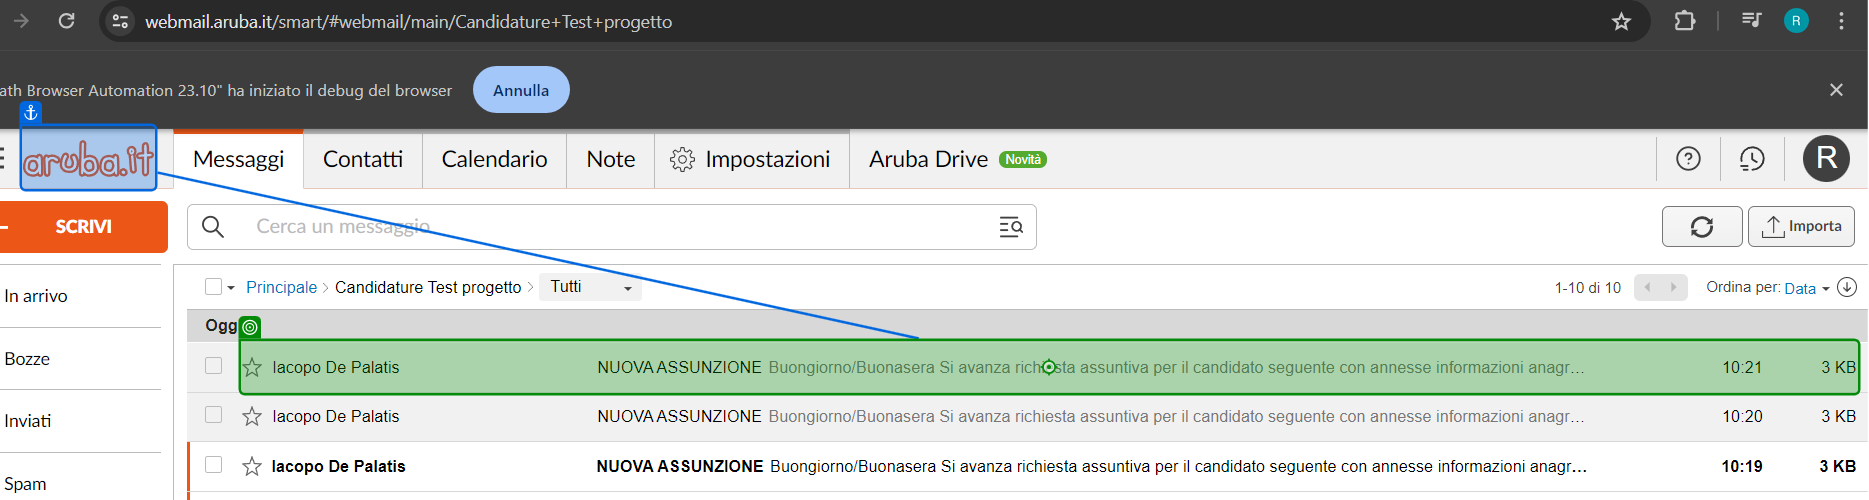 webmail.aruba.it/smart/#webmail/main/Candidature+Test+progetto
R
ath Browser Automation 23.10" ha iniziato il debug del browser
Annulla
aruba.it
Messaggi
Contatti
Calendario
Note
Impostazioni
Aruba Drive
Novità
R
SCRIVI
Cerca un messaggio
Importa
In arrivo
Bozze
Inviati
Spam
Principale > Candidature Test progetto > Tutti
1-10 di 10
Ordina per: Data
Ogg
Iacopo De Palatis NUOVA ASSUNZIONE Buongiorno/Buonasera Si avanza richiesta assuntiva per il candidato seguente con annesse informazioni anagr… 10:21 3 KB
Iacopo De Palatis NUOVA ASSUNZIONE Buongiorno/Buonasera Si avanza richiesta assuntiva per il candidato seguente con annesse informazioni anagr… 10:20 3 KB
Iacopo De Palatis NUOVA ASSUNZIONE Buongiorno/Buonasera Si avanza richiesta assuntiva per il candidato seguente con annesse informazioni anagr… 10:19 3 KB